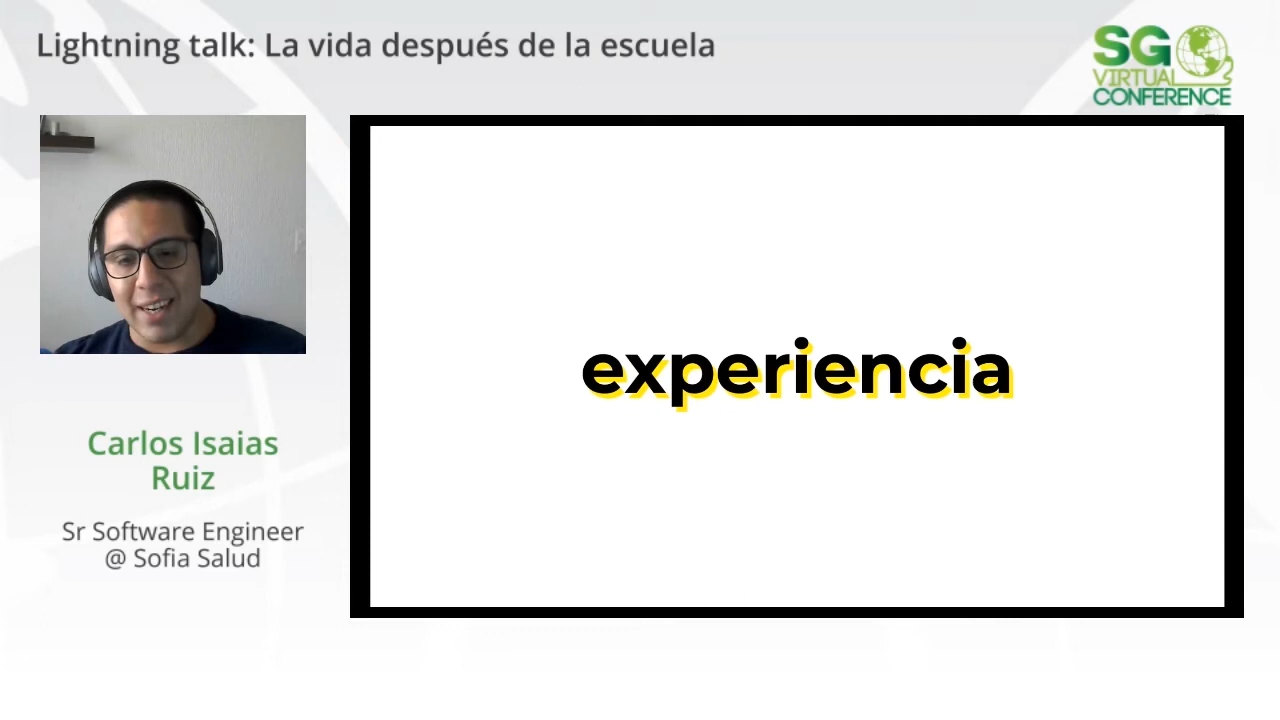 Lightning talk: La vida después de la escuela
SG
VIRTUAL
CONFERENCE
experiencia
Carlos Isaias
Ruiz
Sr Software Engineer
@ Sofia Salud